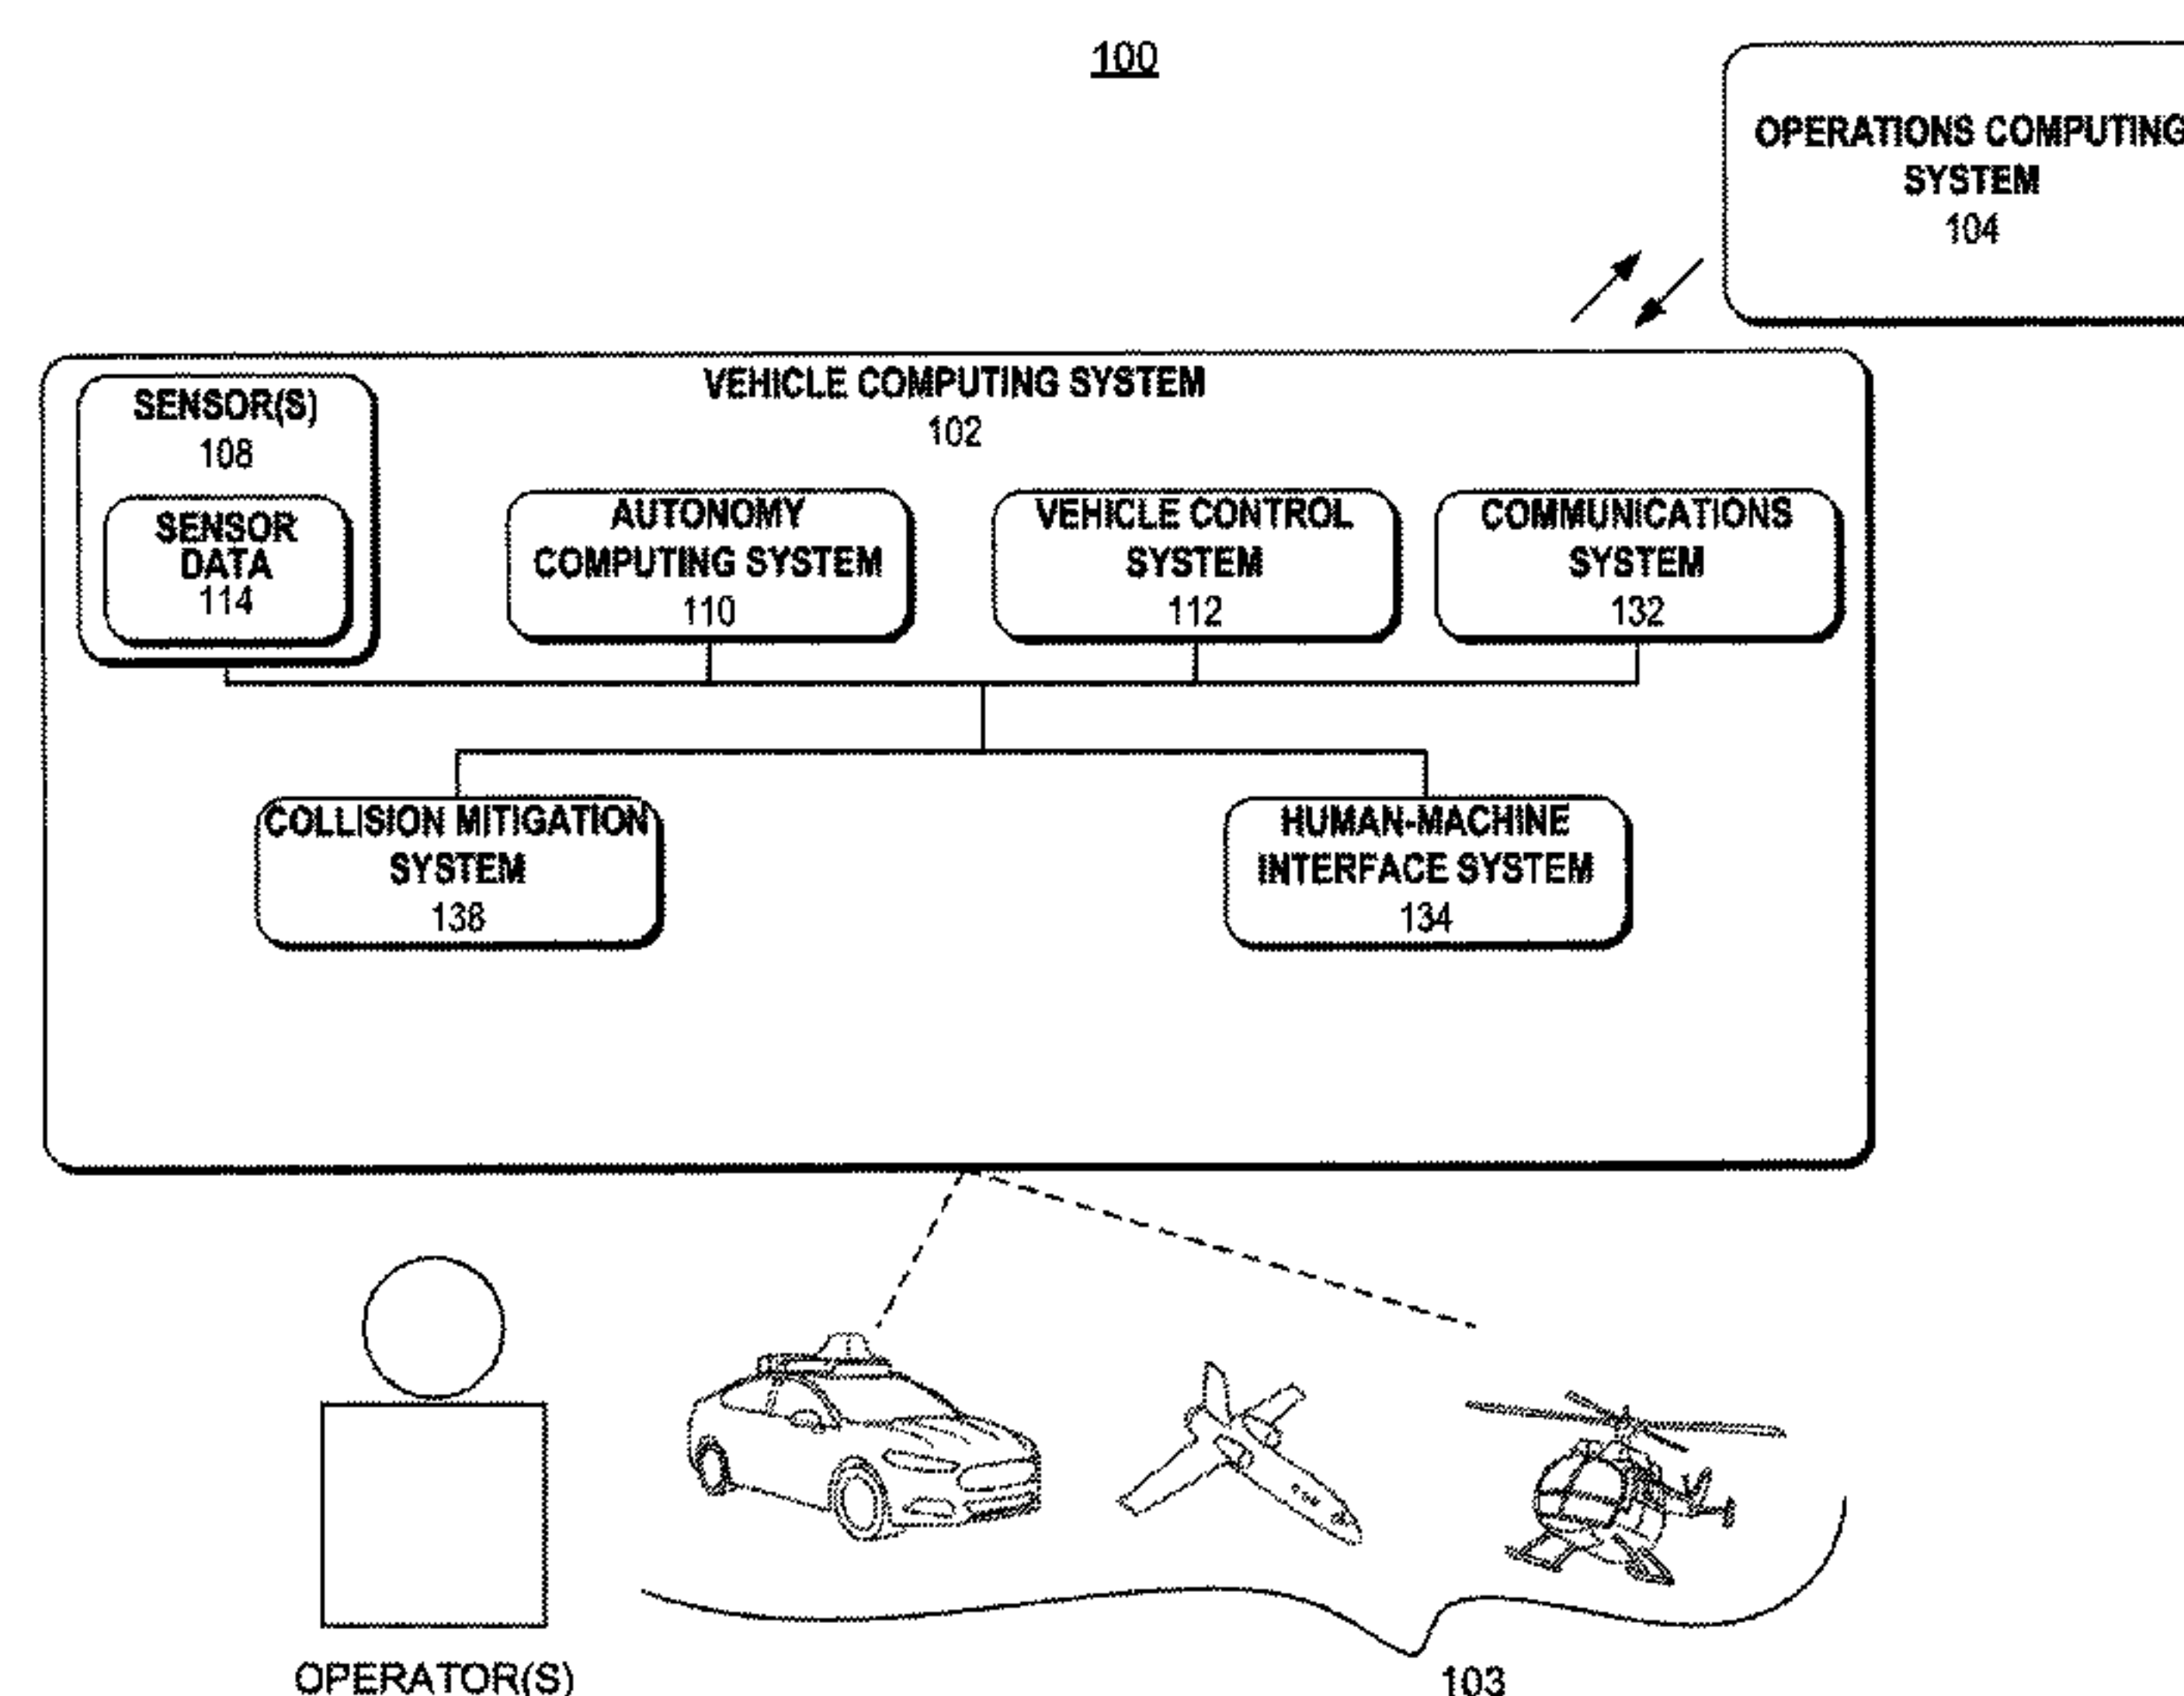 100
OPERATIONS COMPUTING
SYSTEM
104
VEHICLE COMPUTING SYSTEM
102
SENSOR(S)
108
SENSOR
DATA
114
AUTONOMY
COMPUTING SYSTEM
110
VEHICLE CONTROL
SYSTEM
112
COMMUNICATIONS
SYSTEM
132
COLLISION MITIGATION
SYSTEM
138
HUMAN-MACHINE
INTERFACE SYSTEM
134
OPERATOR(S)
103